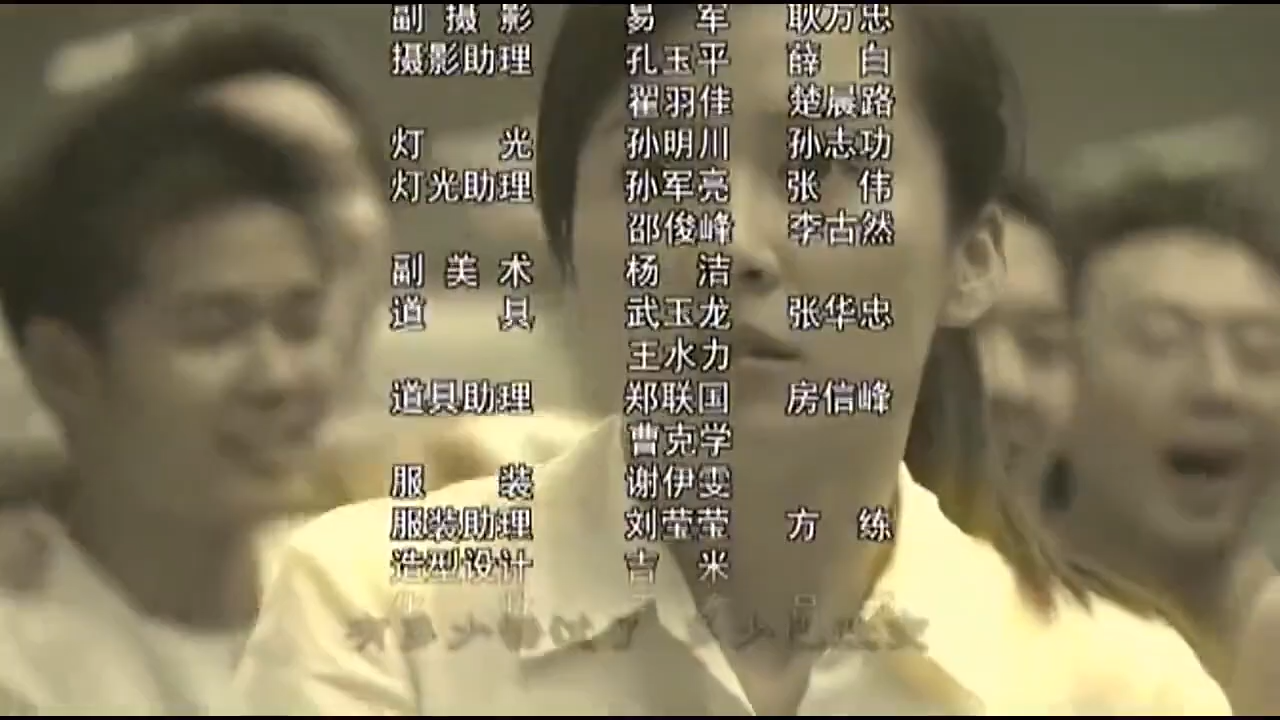 副摄影 易军 耿万忠
摄影助理 孔玉平 薛白
翟羽佳 楚晨路
灯光 孙明川 孙志功
灯光助理 孙军亮 张伟
邵俊峰 李古然
副美术 杨洁
道具 武玉龙 张华忠
王水力
道具助理 郑联国 房信峰
曹克学
服装 谢伊雯
服装助理 刘莹莹 方练
造型设计 吉米